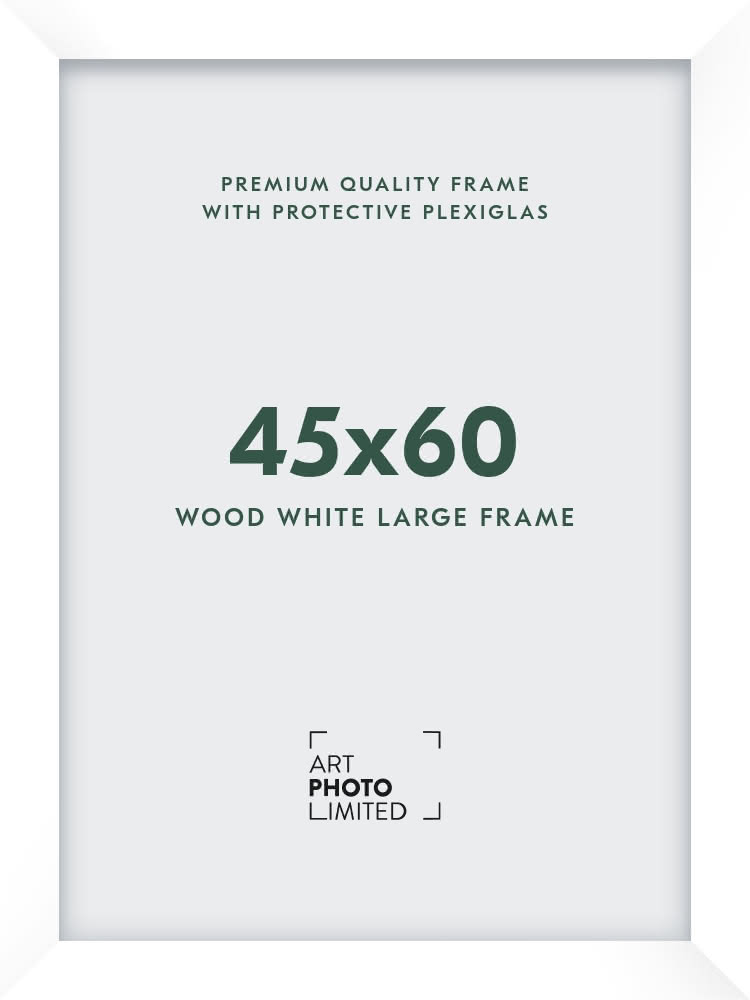 PREMIUM QUALITY FRAME
WITH PROTECTIVE PLEXIGLAS
45x60
WOOD WHITE LARGE FRAME
ART
PHOTO
LIMITED